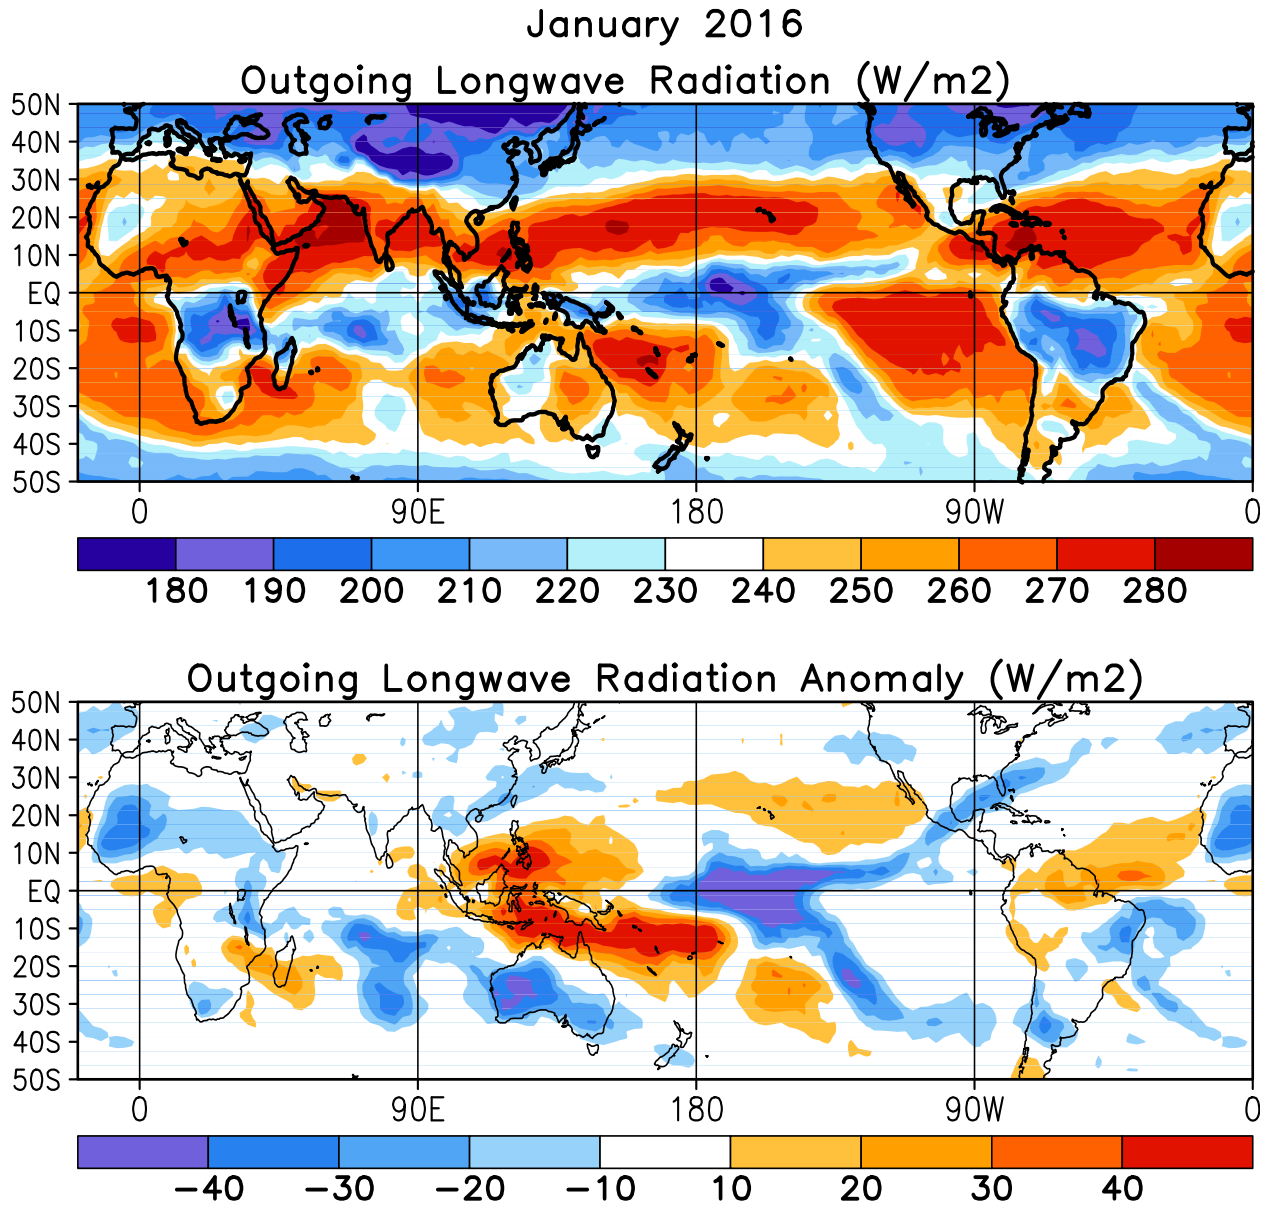 January 2016
Outgoing Longwave Radiation (W/m2)
50N
40N
30N
20N
10N
EQ
10S
20S
30S
40S
50S
0 90E 180 90W 0
180 190 200 210 220 230 240 250 260 270 280
Outgoing Longwave Radiation Anomaly (W/m2)
50N
40N
30N
20N
10N
EQ
10S
20S
30S
40S
50S
0 90E 180 90W 0
−40 −30 −20 −10 10 20 30 40